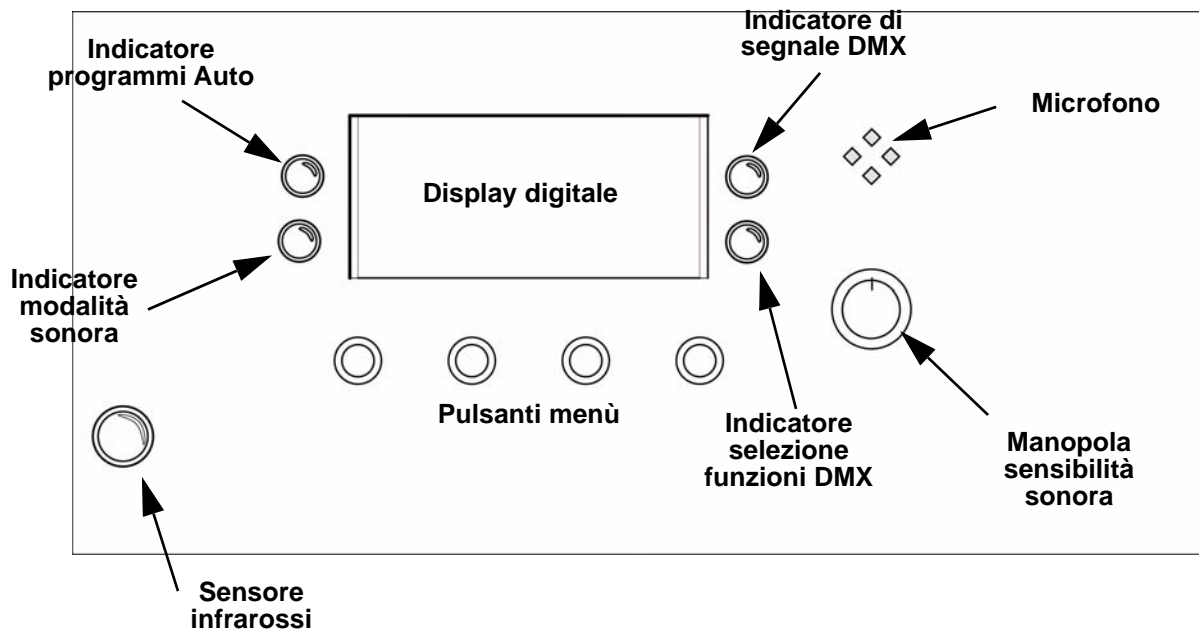 Indicatore
programmi Auto
Indicatore di
segnale DMX
Microfono
Display digitale
Indicatore
modalità
sonora
Pulsanti menù
Indicatore
selezione
funzioni DMX
Manopola
sensibilità
sonora
Sensore
infrarossi